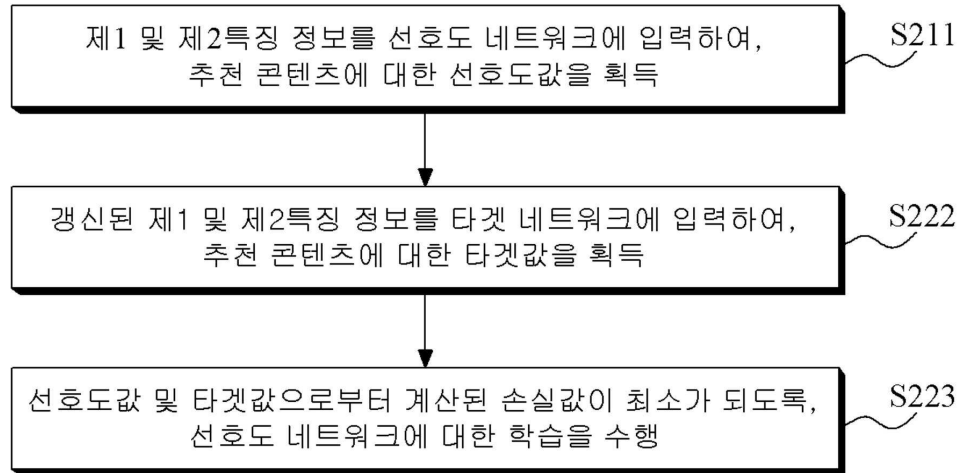 제1 및 제2특징 정보를 선호도 네트워크에 입력하여,
추천 콘텐츠에 대한 선호도값을 획득
S211
갱신된 제1 및 제2특징 정보를 타겟 네트워크에 입력하여,
추천 콘텐츠에 대한 타겟값을 획득
S222
선호도값 및 타겟값으로부터 계산된 손실값이 최소가 되도록,
선호도 네트워크에 대한 학습을 수행
S223